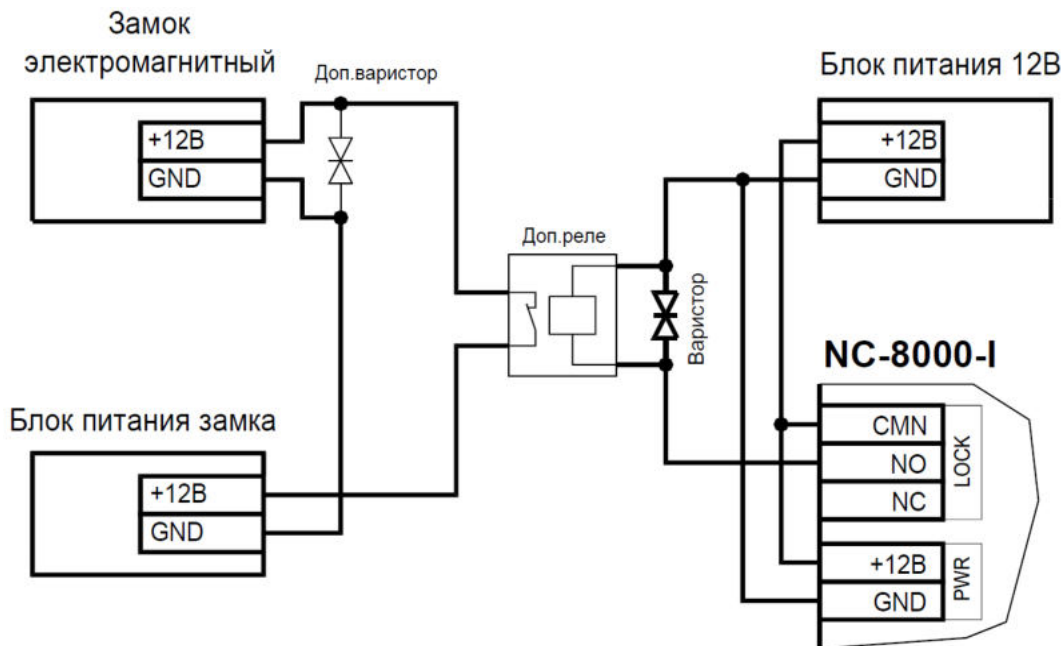 Замок
электромагнитный
+12В
GND
Доп.варистор
Блок питания 12В
+12В
GND
Доп.реле
Варистор
Блок питания замка
+12В
GND
NC-8000-I
CMN
NO
NC
LOCK
+12В
GND
PWR